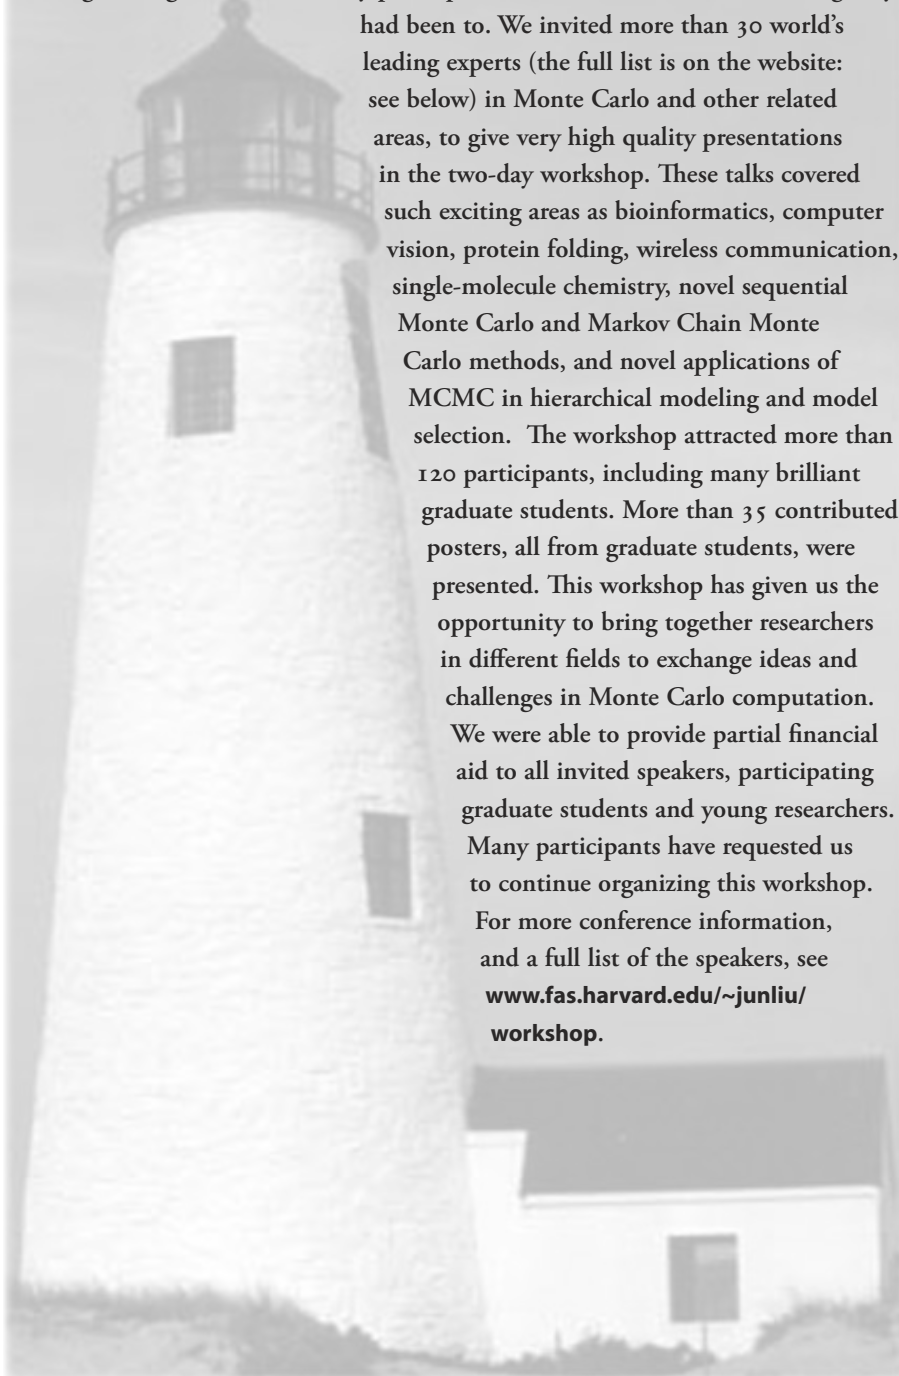 had been to. We invited more than 30 world’s
leading experts (the full list is on the website:
see below) in Monte Carlo and other related
areas, to give very high quality presentations
in the two-day workshop. These talks covered
such exciting areas as bioinformatics, computer
vision, protein folding, wireless communication,
single-molecule chemistry, novel sequential
Monte Carlo and Markov Chain Monte
Carlo methods, and novel applications of
MCMC in hierarchical modeling and model
selection.  The workshop attracted more than
120 participants, including many brilliant
graduate students. More than 35 contributed
posters, all from graduate students, were
presented. This workshop has given us the
opportunity to bring together researchers
in different fields to exchange ideas and
challenges in Monte Carlo computation.
We were able to provide partial financial
aid to all invited speakers, participating
graduate students and young researchers.
Many participants have requested us
to continue organizing this workshop.
For more conference information,
and a full list of the speakers, see
www.fas.harvard.edu/~junliu/
workshop.